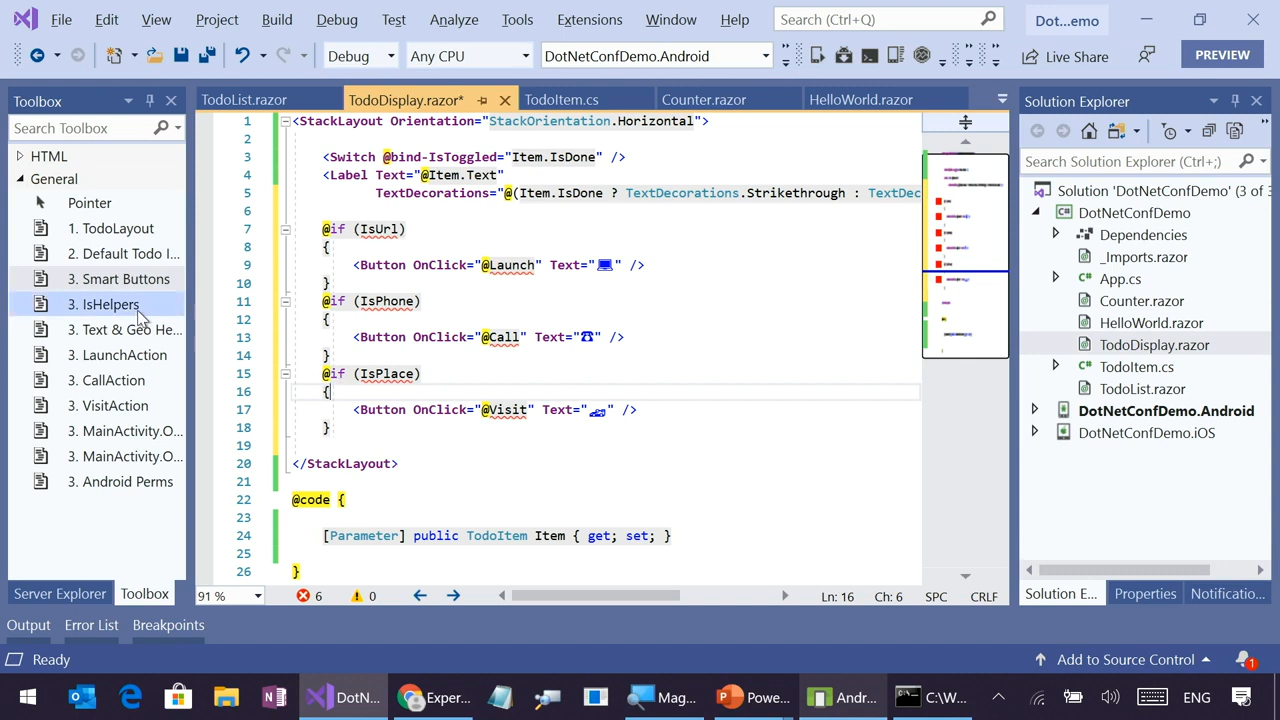 File Edit View Project Build Debug Test Analyze Tools Extensions Window Help Search (Ctrl+Q) Dot...emo
Debug Any CPU DotNetConfDemo.Android Live Share PREVIEW
Toolbox
Search Toolbox
HTML
General
Pointer
1. TodoLayout
2. Default Todo I...
3. Smart Buttons
3. IsHelpers
3. Text & Geo He...
3. LaunchAction
3. CallAction
3. VisitAction
3. MainActivity.O...
3. MainActivity.O...
3. Android Perms
Server Explorer Toolbox
TodoList.razor TodoDisplay.razor* TodoItem.cs Counter.razor HelloWorld.razor
1 <StackLayout Orientation="StackOrientation.Horizontal">
2
3 <Switch @bind-IsToggled="Item.IsDone" />
4 <Label Text="@Item.Text"
5 TextDecorations="@(Item.IsDone ? TextDecorations.Strikethrough : TextDec
6
7 @if (IsUrl)
8 {
9 <Button OnClick="@Launch" Text="💻" />
10 }
11 @if (IsPhone)
12 {
13 <Button OnClick="@Call" Text="☎" />
14 }
15 @if (IsPlace)
16 {
17 <Button OnClick="@Visit" Text="🏎" />
18 }
19
20 </StackLayout>
21
22 @code {
23
24 [Parameter] public TodoItem Item { get; set; }
25
26 }
91 % 6 0 Ln: 16 Ch: 6 SPC CRLF
Solution Explorer
Search Solution Explorer (Ctrl+;)
Solution 'DotNetConfDemo' (3 of 3
DotNetConfDemo
Dependencies
_Imports.razor
App.cs
Counter.razor
HelloWorld.razor
TodoDisplay.razor
TodoItem.cs
TodoList.razor
DotNetConfDemo.Android
DotNetConfDemo.iOS
Solution E... Properties Notificatio...
Output Error List Breakpoints
Ready Add to Source Control 1
DotN... Exper... Mag... Powe... Andr... C:\W... ENG